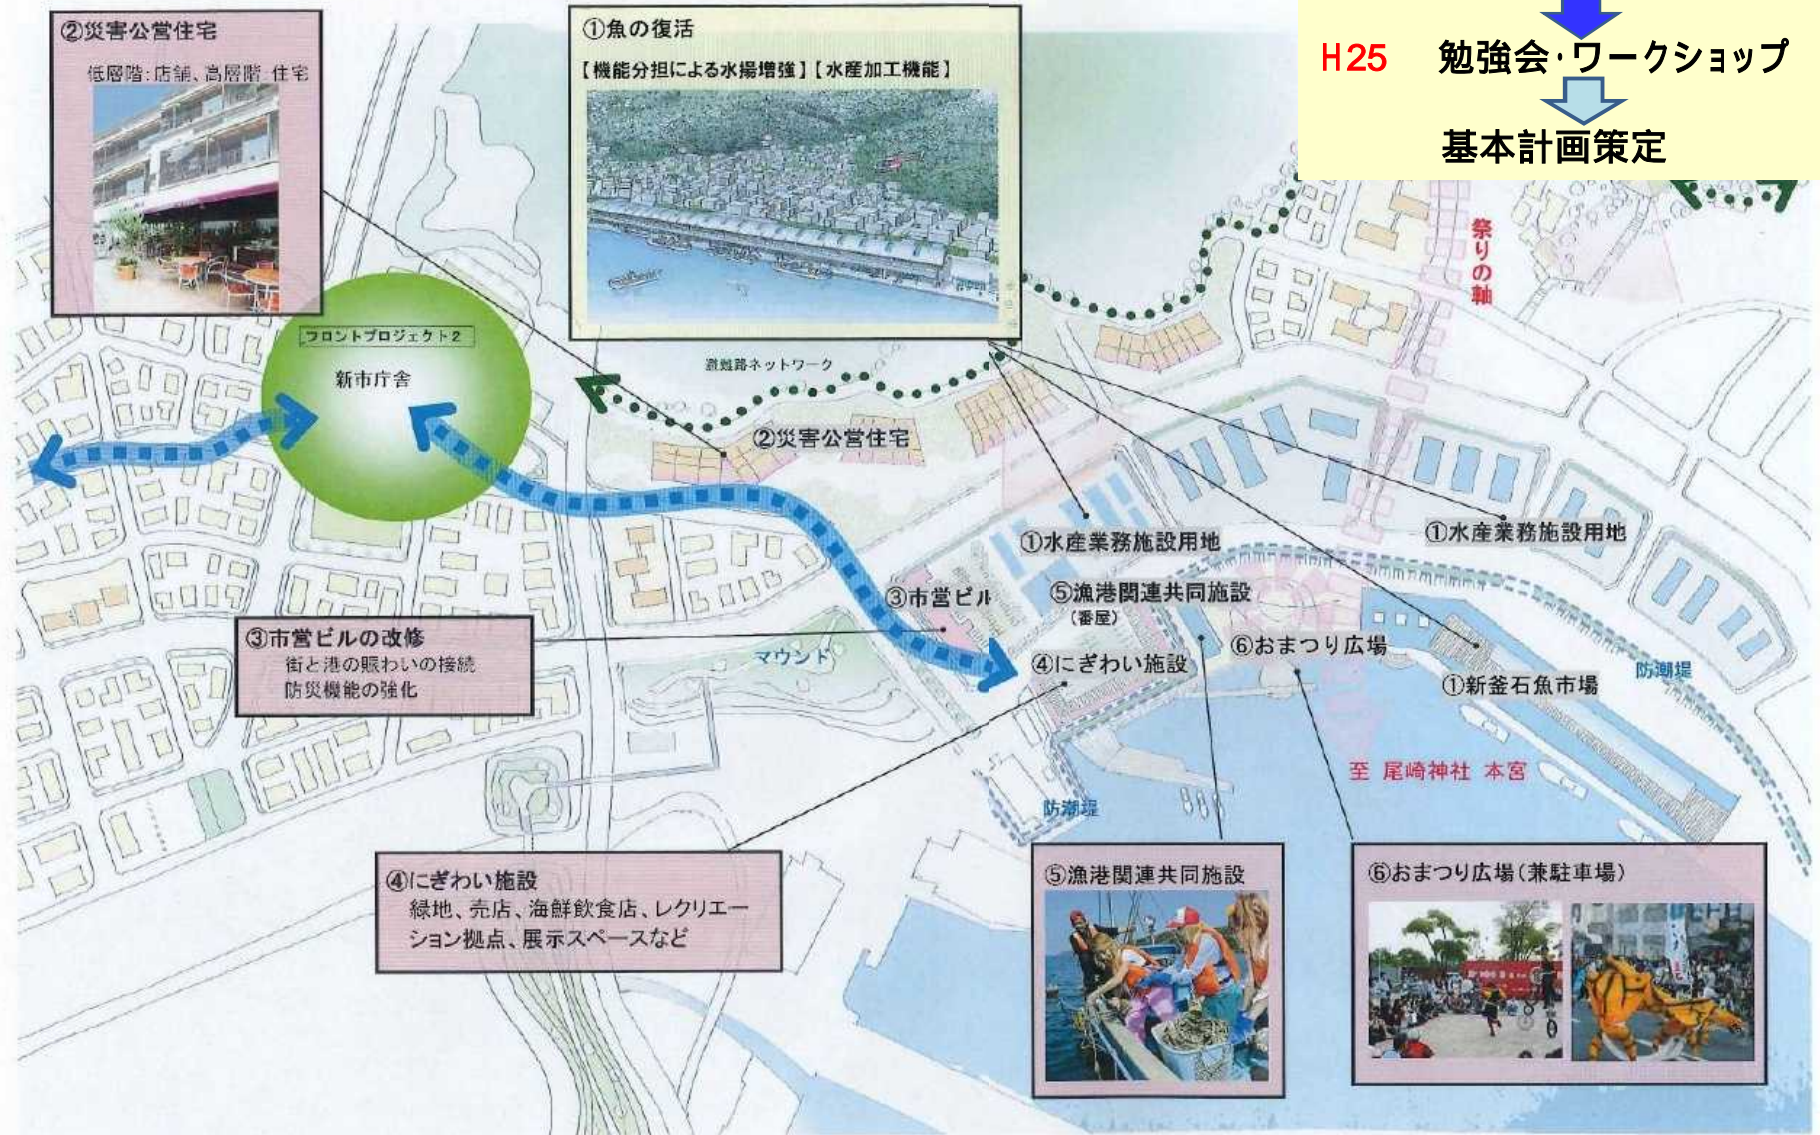 ②災害公営住宅
低層階:店舗、高層階:住宅
①魚の復活
【機能分担による水揚増強】【水産加工機能】
H25 勉強会・ワークショップ
基本計画策定
祭りの軸
フロントプロジェクト2
新市庁舎
避難路ネットワーク
②災害公営住宅
①水産業務施設用地
①水産業務施設用地
③市営ビル
⑤漁港関連共同施設
(番屋)
⑥おまつり広場
④にぎわい施設
①新釜石魚市場
防潮堤
マウンド
③市営ビルの改修
街と港の賑わいの接続
防災機能の強化
至 尾崎神社 本宮
防潮堤
④にぎわい施設
緑地、売店、海鮮飲食店、レクリエー
ション拠点、展示スペースなど
⑤漁港関連共同施設
⑥おまつり広場(兼駐車場)